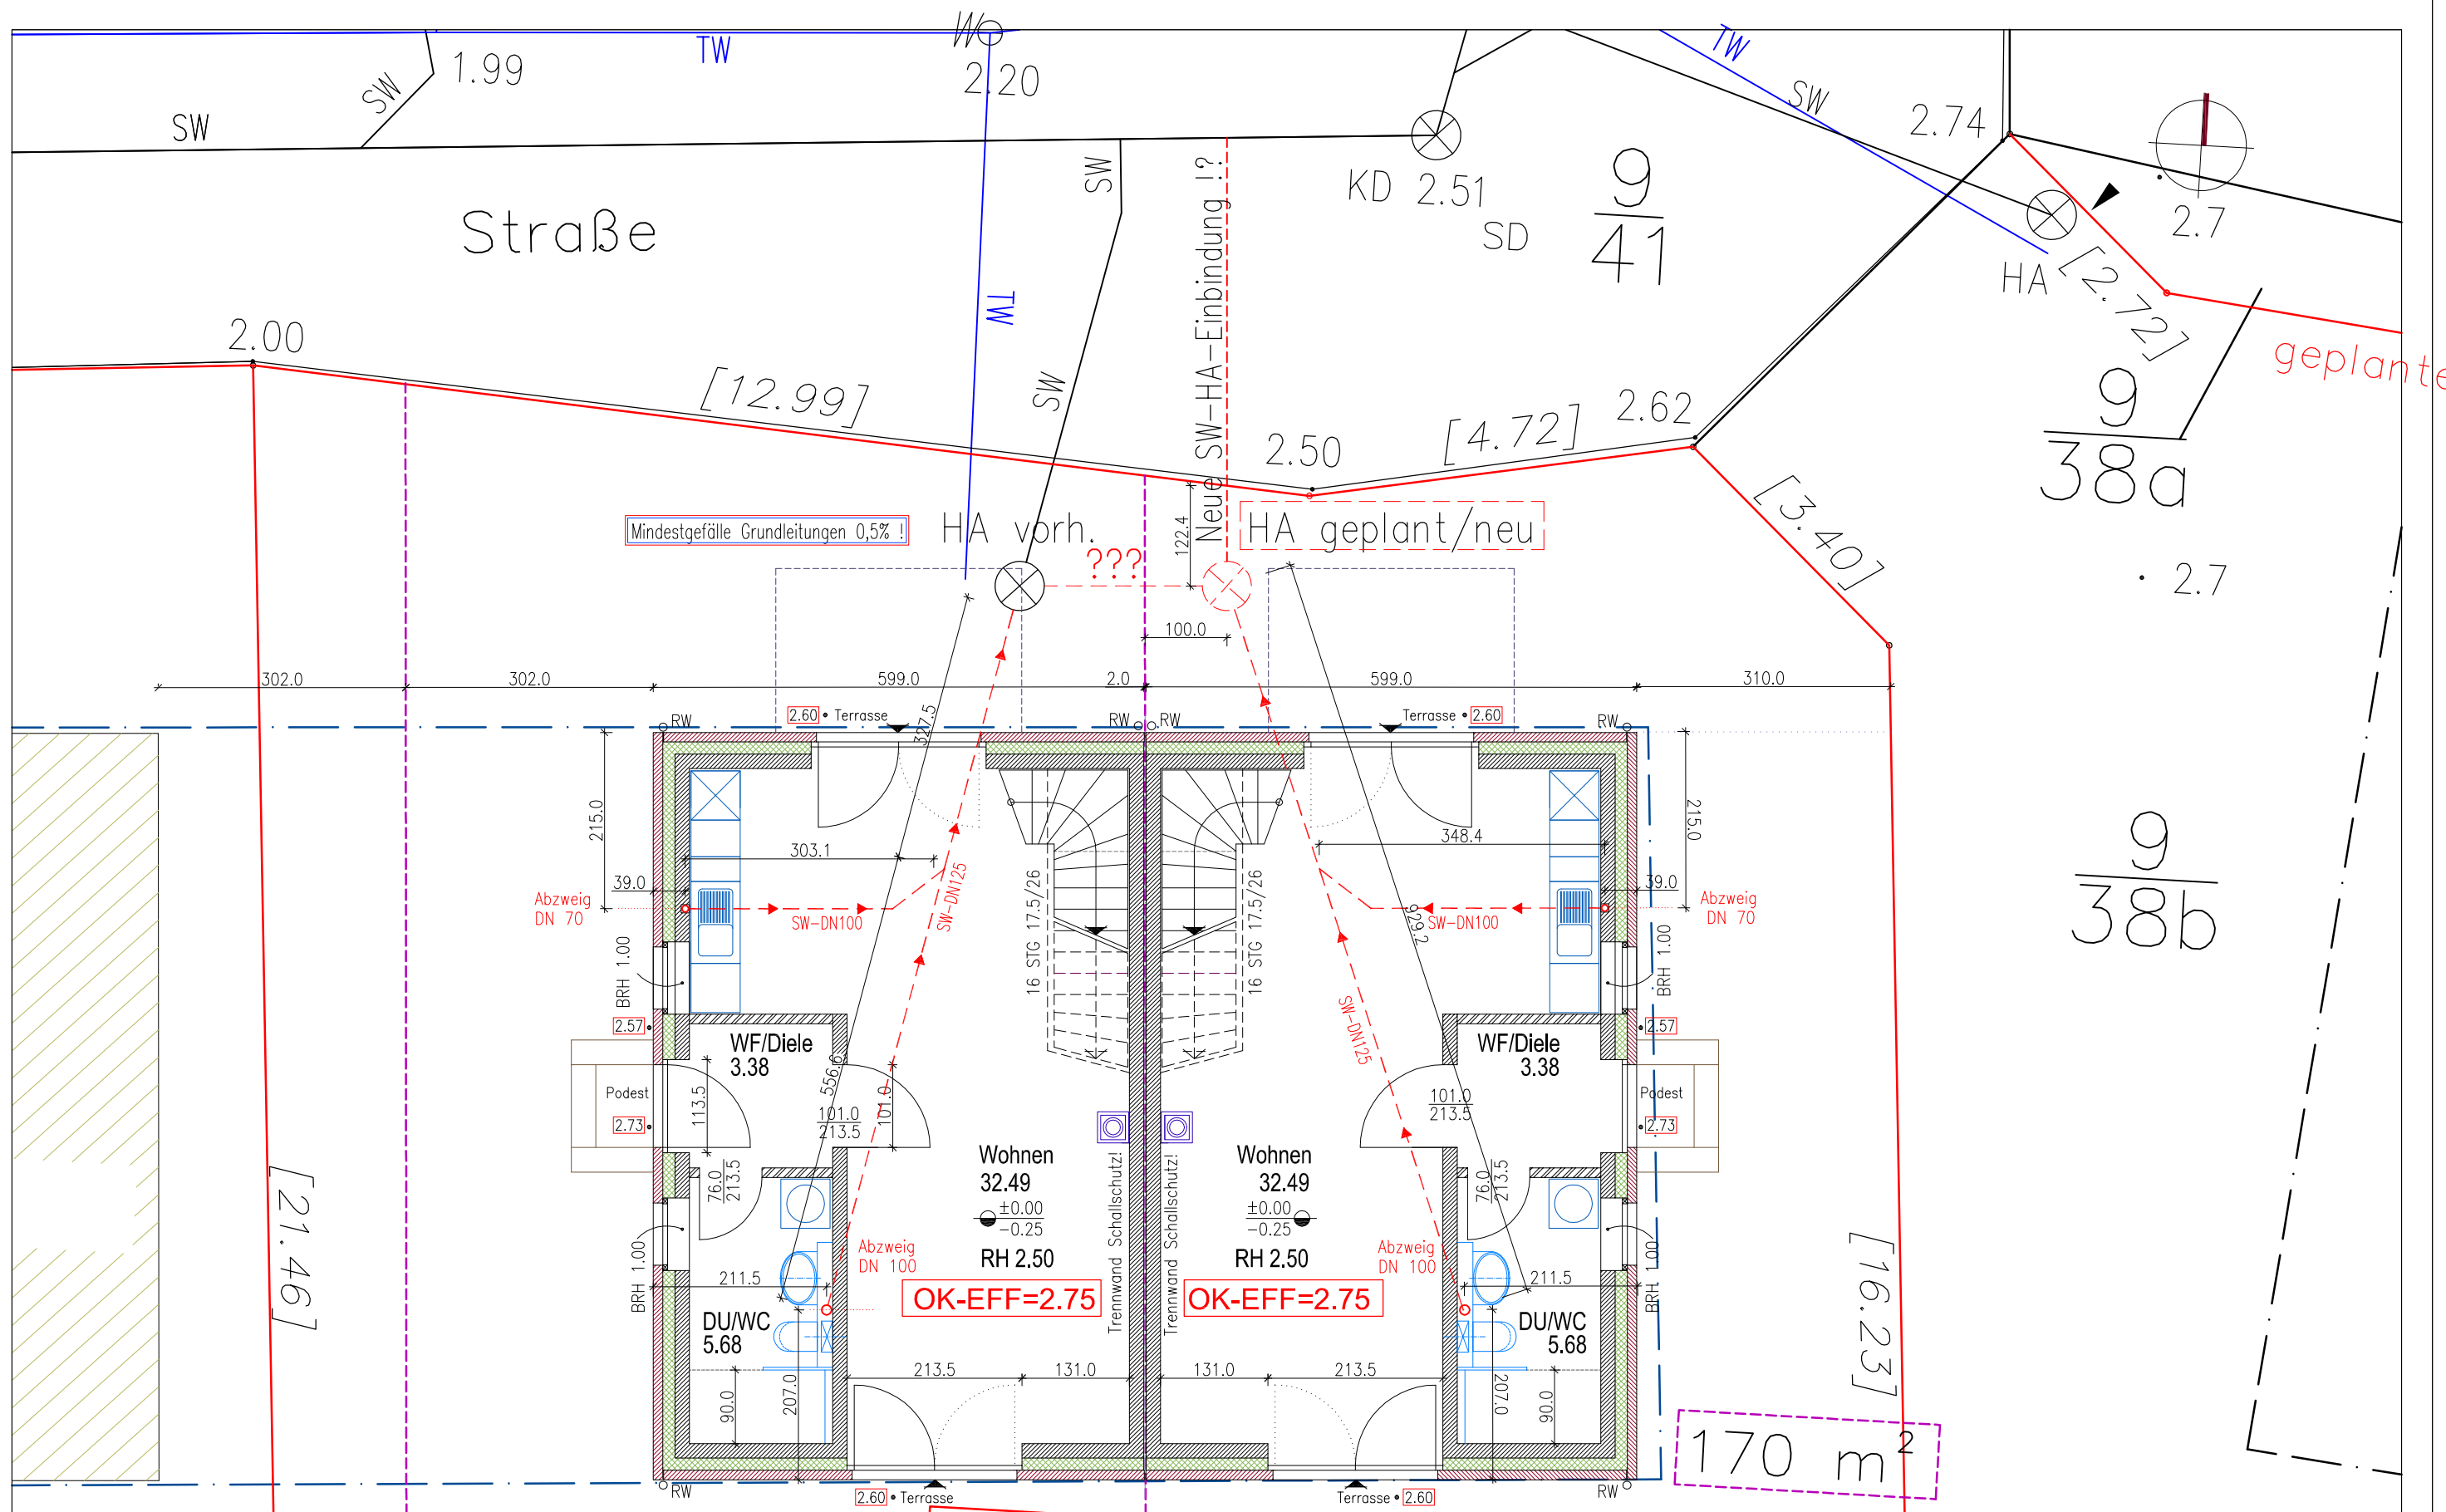 W
TW
TW
1.99
2.20
SW
SW
SW
2.74
SW
KD 2.51
SD
9
41
2.7
Straße
Neue SW-HA-Einbindung !?
HA
[2.72]
TW
2.00
geplante
[12.99]
SW
2.50
[4.72]
2.62
9
38a
[3.40]
Mindestgefälle Grundleitungen 0,5% !
HA vorh.
???
122.4
HA geplant/neu
2.7
100.0
302.0
302.0
599.0
2.0
599.0
310.0
RW
2.60 • Terrasse
327.5
RW
RW
Terrasse • 2.60
RW
215.0
303.1
348.4
215.0
39.0
39.0
Abzweig
DN 70
SW-DN100
SW-DN125
16 STG 17.5/26
16 STG 17.5/26
929.2
SW-DN100
Abzweig
DN 70
9
38b
BRH 1.00
BRH 1.00
SW-DN125
2.57
WF/Diele
3.38
556.6
WF/Diele
3.38
2.57
Podest
113.5
101.0
213.5
101.0
101.0
213.5
Podest
2.73
2.73
Wohnen
32.49
±0.00
-0.25
RH 2.50
Trennwand Schallschutz!
Trennwand Schallschutz!
Wohnen
32.49
±0.00
-0.25
RH 2.50
76.0
213.5
76.0
213.5
[21.46]
[16.23]
BRH 1.00
Abzweig
DN 100
Abzweig
DN 100
BRH 1.00
211.5
211.5
OK-EFF=2.75
OK-EFF=2.75
DU/WC
5.68
DU/WC
5.68
213.5
131.0
131.0
213.5
90.0
207.0
207.0
90.0
170 m²
RW
2.60 • Terrasse
Terrasse • 2.60
RW